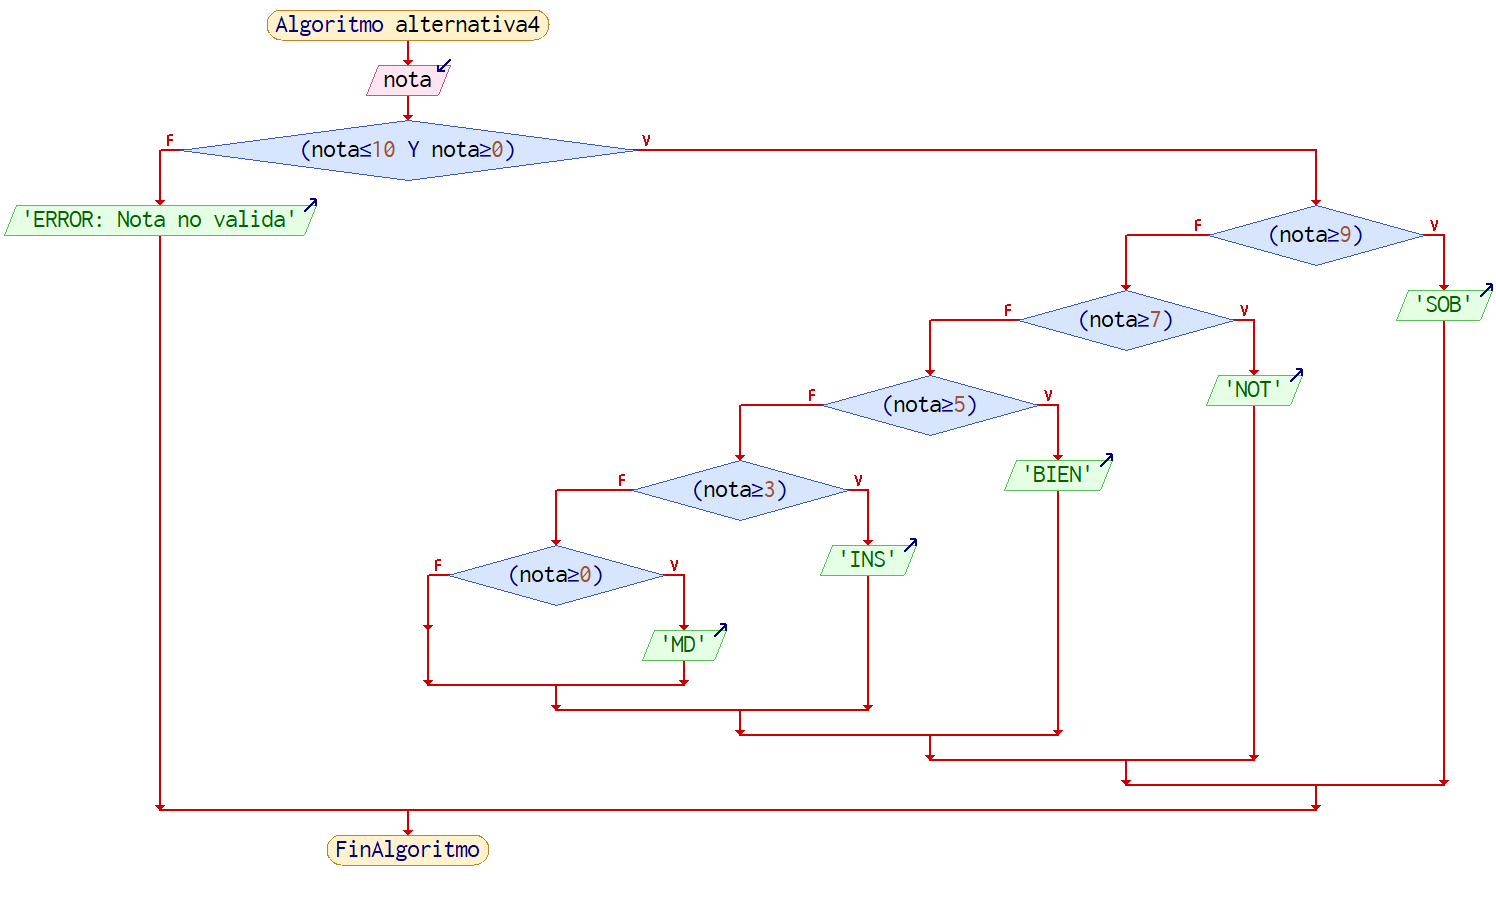 Algoritmo alternativa4
nota
F
(nota≤10 Y nota≥0)
V
'ERROR: Nota no valida'
F
(nota≥9)
V
'SOB'
F
(nota≥7)
V
'NOT'
F
(nota≥5)
V
'BIEN'
F
(nota≥3)
V
'INS'
F
(nota≥0)
V
'MD'
FinAlgoritmo